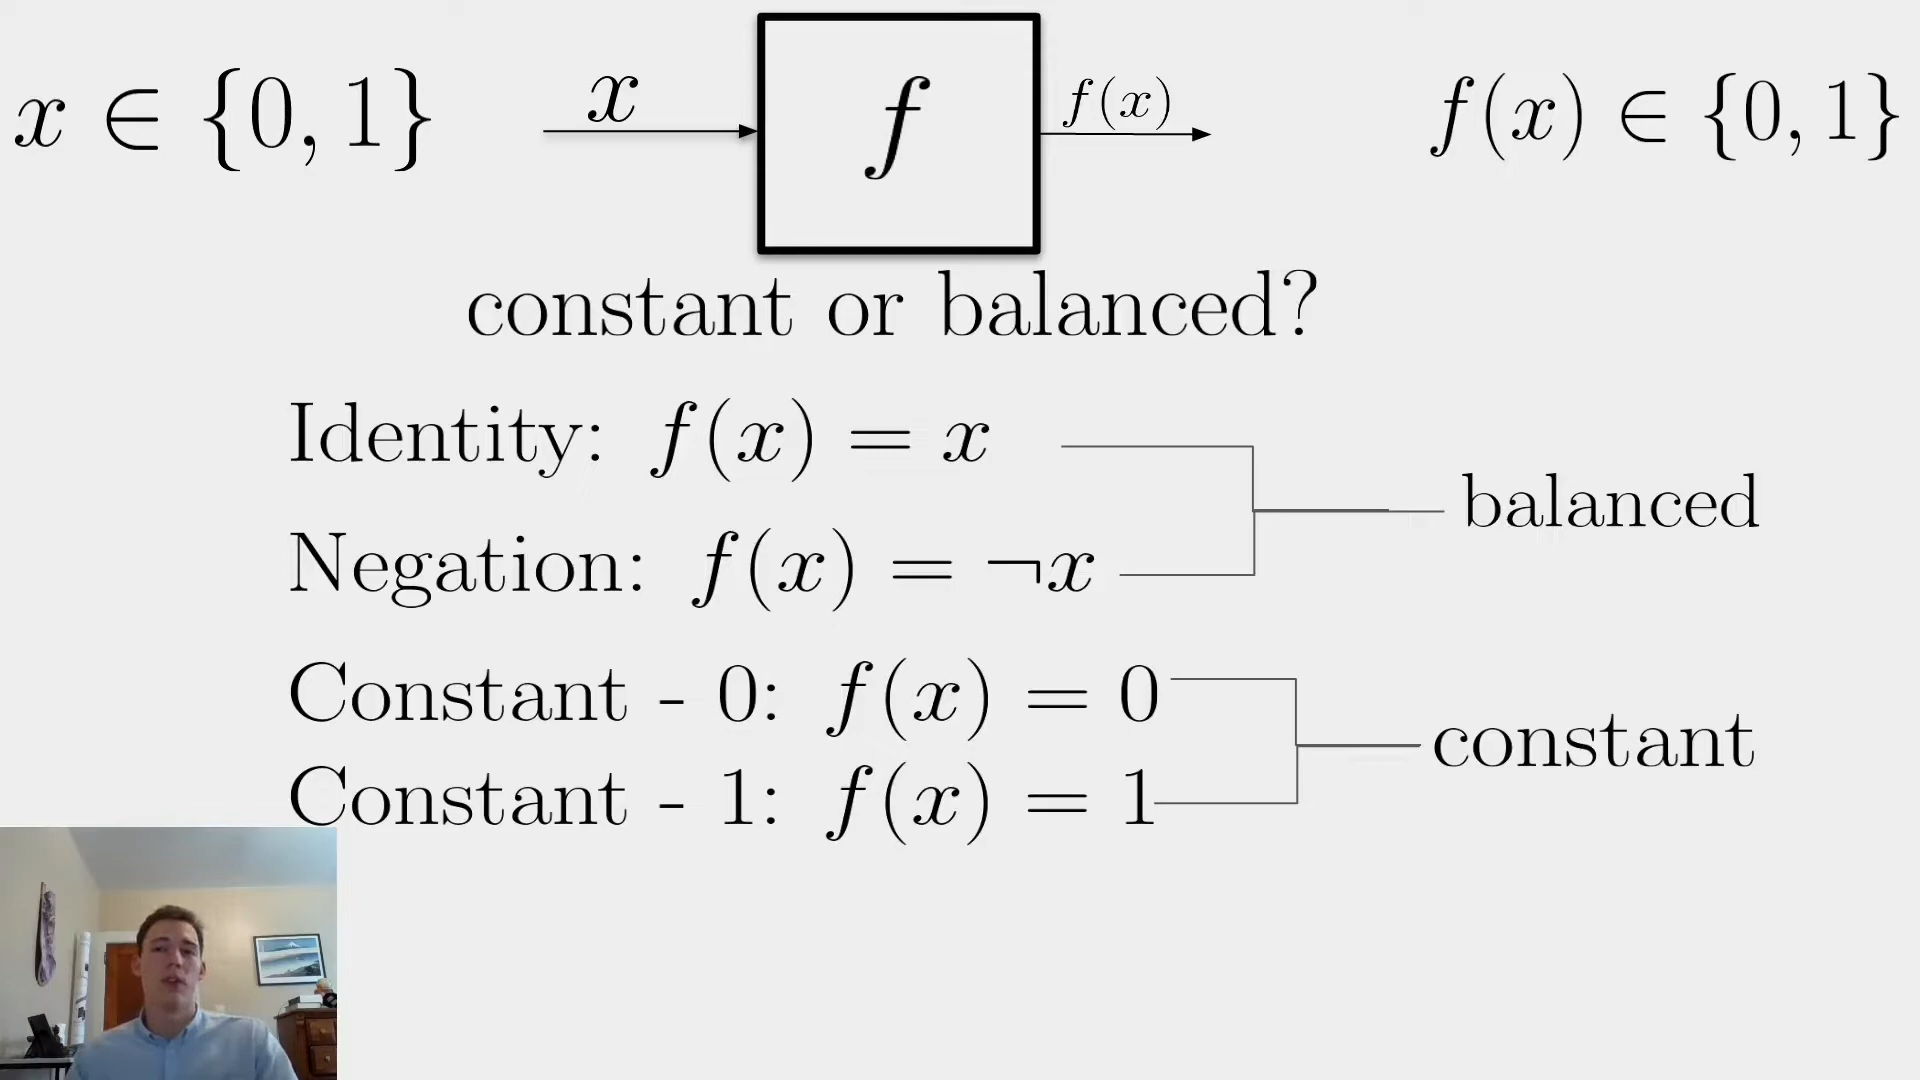 x ∈ {0, 1}
x
f
f(x)
f(x) ∈ {0, 1}
constant or balanced?
Identity: f(x) = x
Negation: f(x) = ¬x
balanced
Constant - 0: f(x) = 0
Constant - 1: f(x) = 1
constant